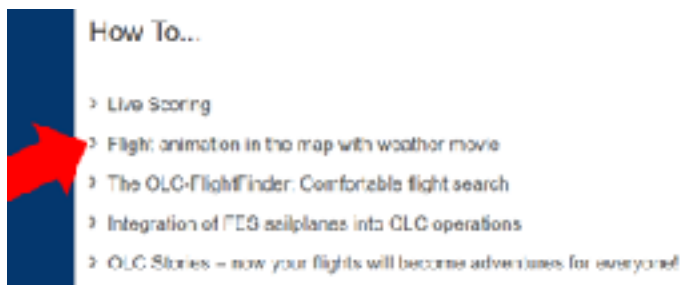 How To...
> Live Scoring
> Flight animation in the map with weather movie
> The OLC-FlightFinder: Comfortable flight search
> Integration of FES sailplanes into OLC operations
> OLC Stories – now your flights will become adventures for everyone!